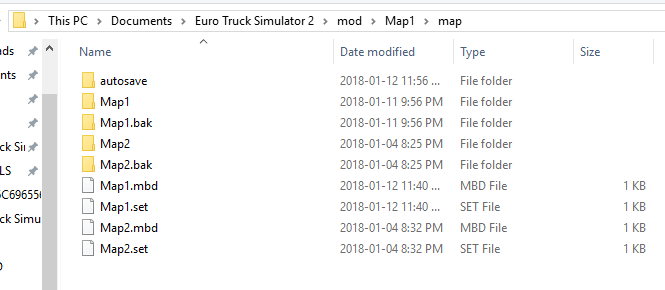 This PC > Documents > Euro Truck Simulator 2 > mod > Map1 > map
Name Date modified Type Size
autosave 2018-01-12 11:56 ... File folder
Map1 2018-01-11 9:56 PM File folder
Map1.bak 2018-01-11 9:56 PM File folder
Map2 2018-01-04 8:25 PM File folder
Map2.bak 2018-01-04 8:25 PM File folder
Map1.mbd 2018-01-12 11:40 ... MBD File 1 KB
Map1.set 2018-01-12 11:40 ... SET File 1 KB
Map2.mbd 2018-01-04 8:32 PM MBD File 1 KB
Map2.set 2018-01-04 8:32 PM SET File 1 KB
nds
nts
ck Si
LS
ck Simu